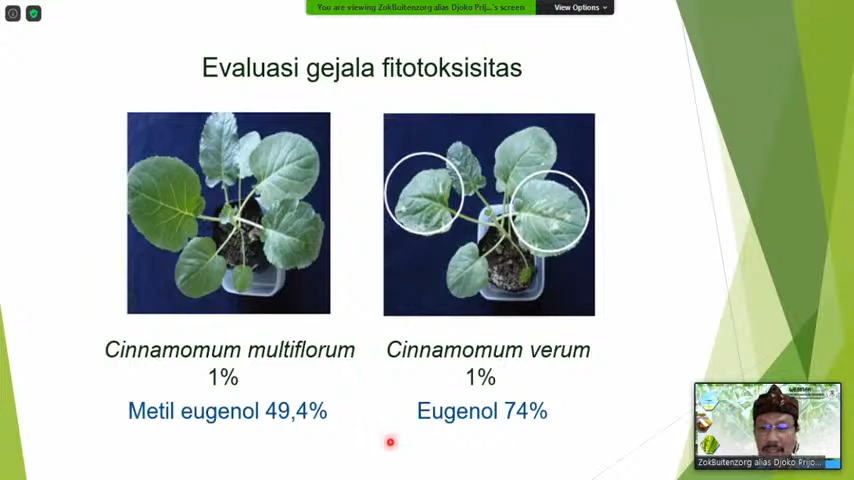 You are viewing ZokBuitenzorg alias Djoko Prij...'s screen
View Options
Evaluasi gejala fitotoksisitas
Cinnamomum multiflorum
1%
Metil eugenol 49,4%
Cinnamomum verum
1%
Eugenol 74%
ZokBuitenzorg alias Djoko Prijo...